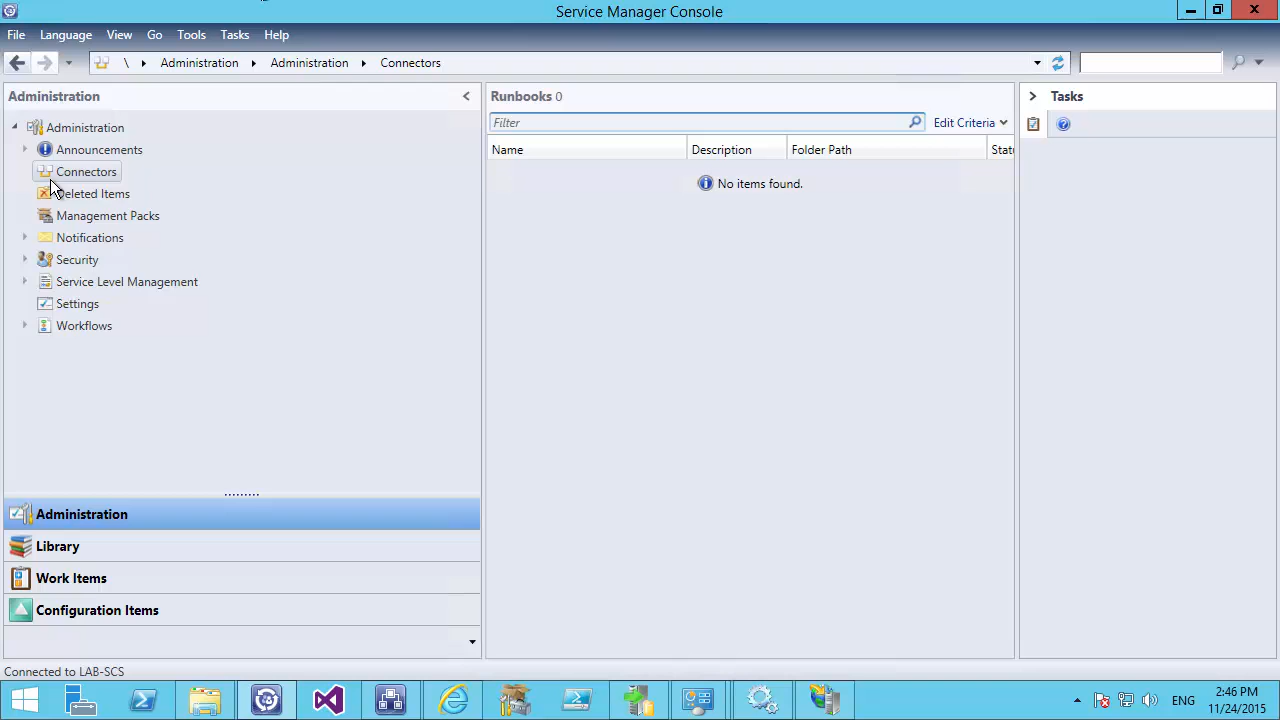 Service Manager Console
File Language View Go Tools Tasks Help
\ Administration Administration Connectors
Administration
Administration
Announcements
Connectors
Deleted Items
Management Packs
Notifications
Security
Service Level Management
Settings
Workflows
Administration
Library
Work Items
Configuration Items
Runbooks 0
Filter
Edit Criteria
Name Description Folder Path Statu
No items found.
Tasks
Connected to LAB-SCS
ENG
2:46 PM
11/24/2015